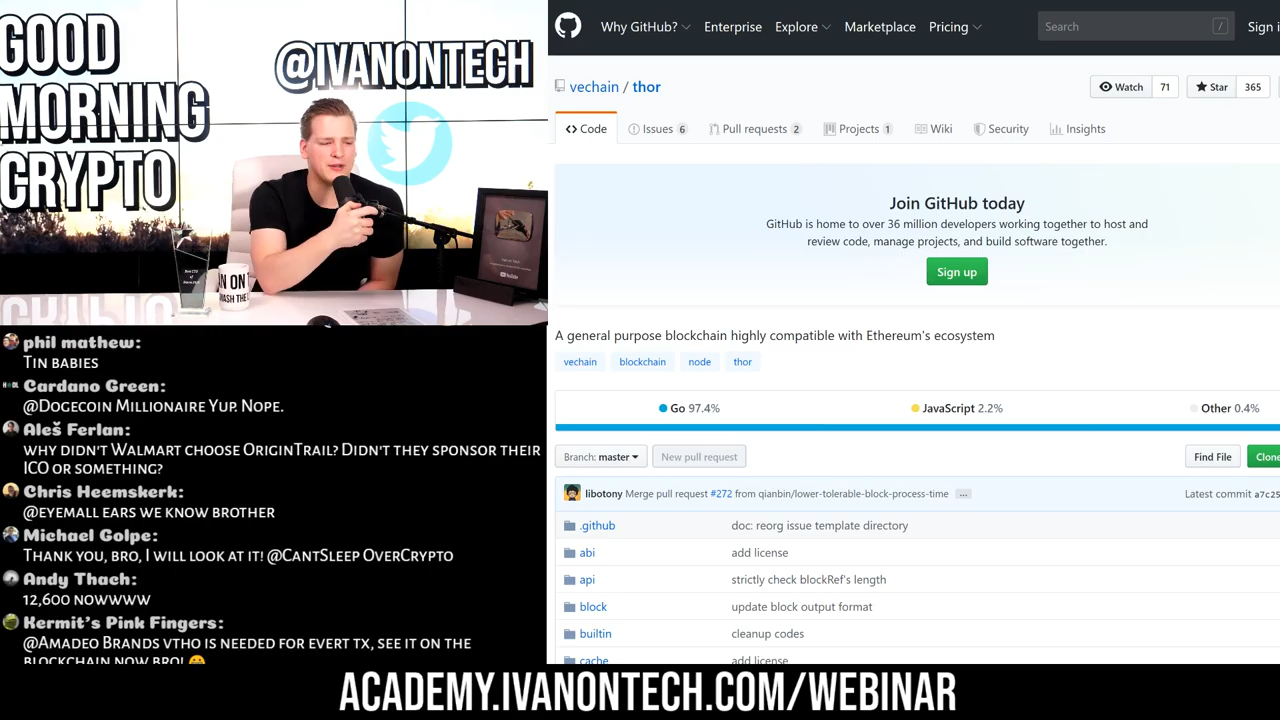 GOOD
MORNING
CRYPTO
@IVANONTECH
IVAN ON T
phil mathew:
TIN BABIES
Cardano Green:
@DOGECOIN MILLIONAIRE YUP. NOPE.
Aleš Ferlan:
WHY DIDN'T WALMART CHOOSE ORIGINTRAIL? DIDN'T THEY SPONSOR THEIR
ICO OR SOMETHING?
Chris Heemskerk:
@EYEMALL EARS WE KNOW BROTHER
Michael Golpe:
THANK YOU, BRO, I WILL LOOK AT IT! @CANTSLEEP OVERCRYPTO
Andy Thach:
12,600 NOWWWW
Kermit's Pink Fingers:
@AMADEO BRANDS VTHO IS NEEDED FOR EVERT TX, SEE IT ON THE
BLOCKCHAIN NOW BRO!
Why GitHub? Enterprise Explore Marketplace Pricing Search / Sign i
vechain / thor Watch 71 Star 365
Code Issues 6 Pull requests 2 Projects 1 Wiki Security Insights
Join GitHub today
GitHub is home to over 36 million developers working together to host and
review code, manage projects, and build software together.
Sign up
A general purpose blockchain highly compatible with Ethereum's ecosystem
vechain blockchain node thor
Go 97.4% JavaScript 2.2% Other 0.4%
Branch: master New pull request Find File Clone
libotony Merge pull request #272 from qianbin/lower-tolerable-block-process-time … Latest commit a7c25
.github doc: reorg issue template directory
abi add license
api strictly check blockRef's length
block update block output format
builtin cleanup codes
cache add license
ACADEMY.IVANONTECH.COM/WEBINAR